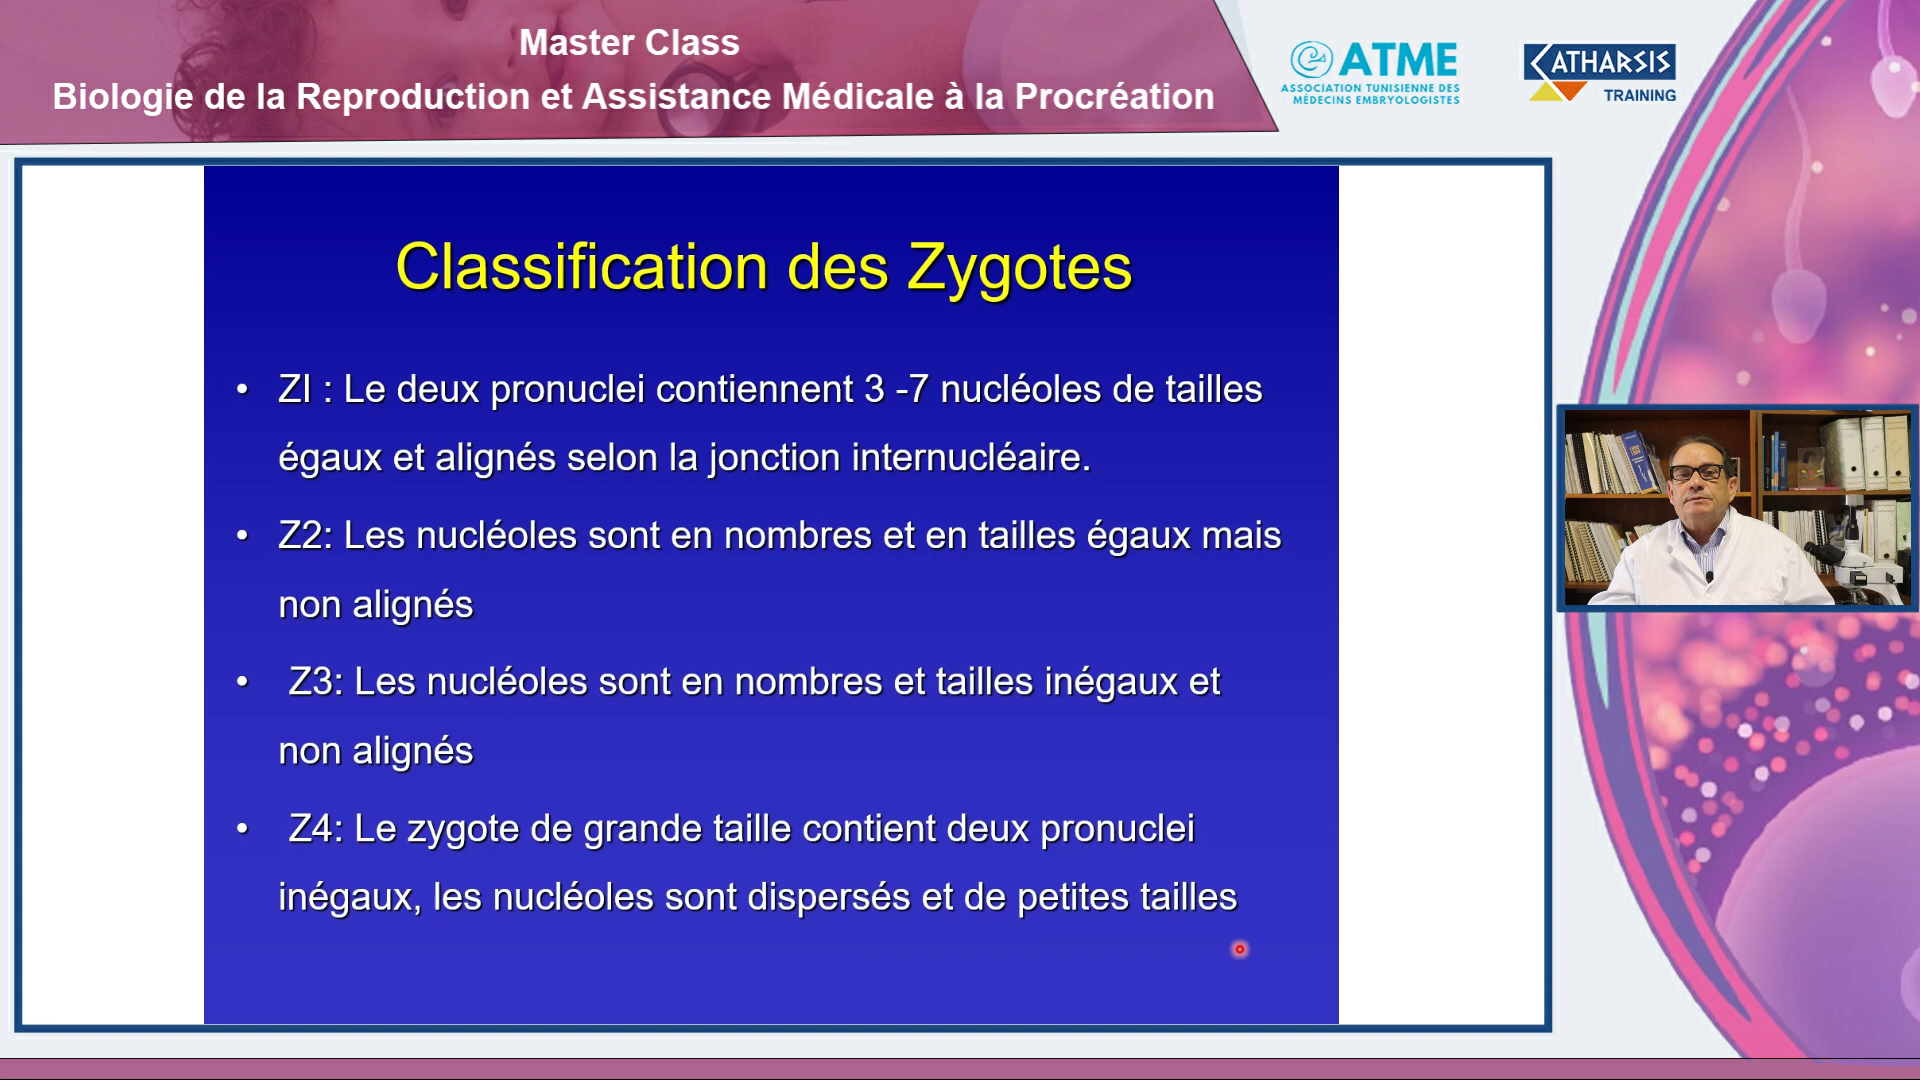 Master Class
Biologie de la Reproduction et Assistance Médicale à la Procréation
ATME
ASSOCIATION TUNISIENNE DES
MÉDECINS EMBRYOLOGISTES
CATHARSIS
TRAINING
Classification des Zygotes
• ZI : Le deux pronuclei contiennent 3 -7 nucléoles de tailles
égaux et alignés selon la jonction internucléaire.
• Z2: Les nucléoles sont en nombres et en tailles égaux mais
non alignés
• Z3: Les nucléoles sont en nombres et tailles inégaux et
non alignés
• Z4: Le zygote de grande taille contient deux pronuclei
inégaux, les nucléoles sont dispersés et de petites tailles